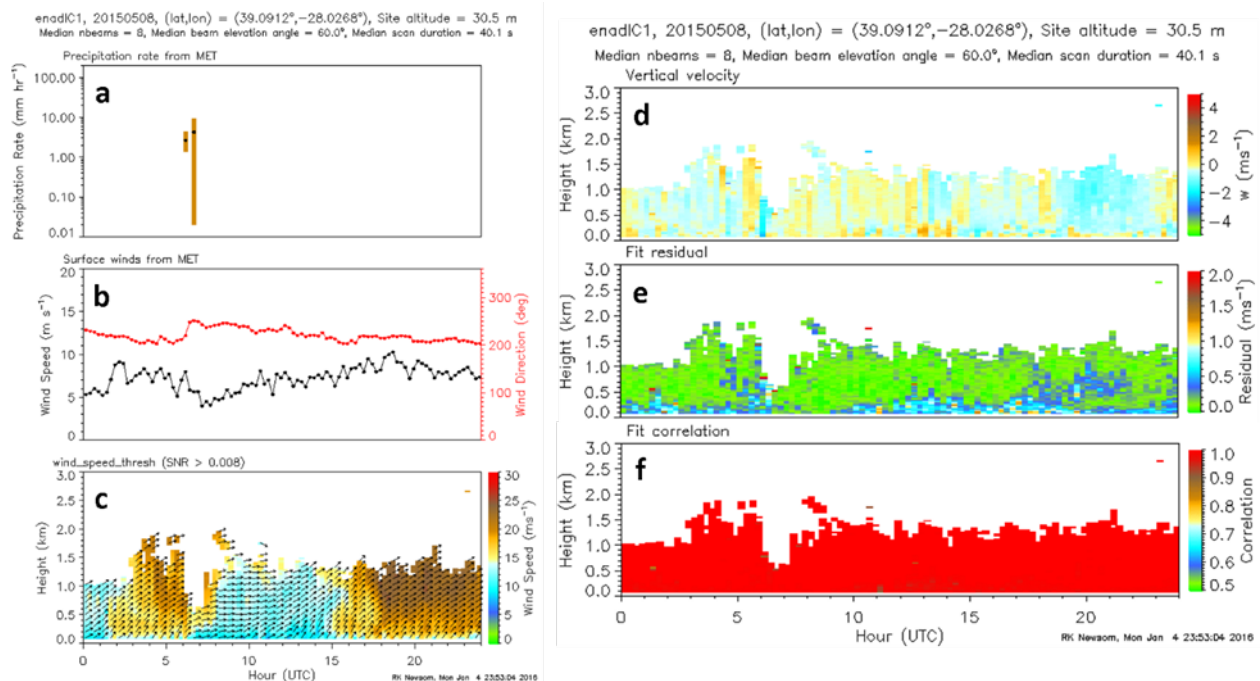 enadlC1, 20150508, (lat,lon) = (39.0912°,−28.0268°), Site altitude = 30.5 m
Median nbeams = 8, Median beam elevation angle = 60.0°, Median scan duration = 40.1 s
Precipitation rate from MET
a
Precipitation Rate (mm hr⁻¹)
100.00
10.00
1.00
0.10
0.01
Surface winds from MET
b
Wind Speed (m s⁻¹)
20
15
10
5
0
300
200
100
0
Wind Direction (deg)
wind_speed_thresh (SNR > 0.008)
c
Height (km)
3.0
2.5
2.0
1.5
1.0
0.5
0.0
0 5 10 15 20
Hour (UTC)
30
25
20
15
10
5
0
Wind Speed (ms⁻¹)
RK Newsom, Mon Jan 4 23:53:04 2016
enadlC1, 20150508, (lat,lon) = (39.0912°,−28.0268°), Site altitude = 30.5 m
Median nbeams = 8, Median beam elevation angle = 60.0°, Median scan duration = 40.1 s
Vertical velocity
d
Height (km)
3.0
2.5
2.0
1.5
1.0
0.5
0.0
4
2
0
−2
−4
w (ms⁻¹)
Fit residual
e
Height (km)
3.0
2.5
2.0
1.5
1.0
0.5
0.0
2.0
1.5
1.0
0.5
0.0
Residual (ms⁻¹)
Fit correlation
f
Height (km)
3.0
2.5
2.0
1.5
1.0
0.5
0.0
0 5 10 15 20
Hour (UTC)
1.0
0.9
0.8
0.7
0.6
0.5
Correlation
RK Newsom, Mon Jan 4 23:53:04 2016